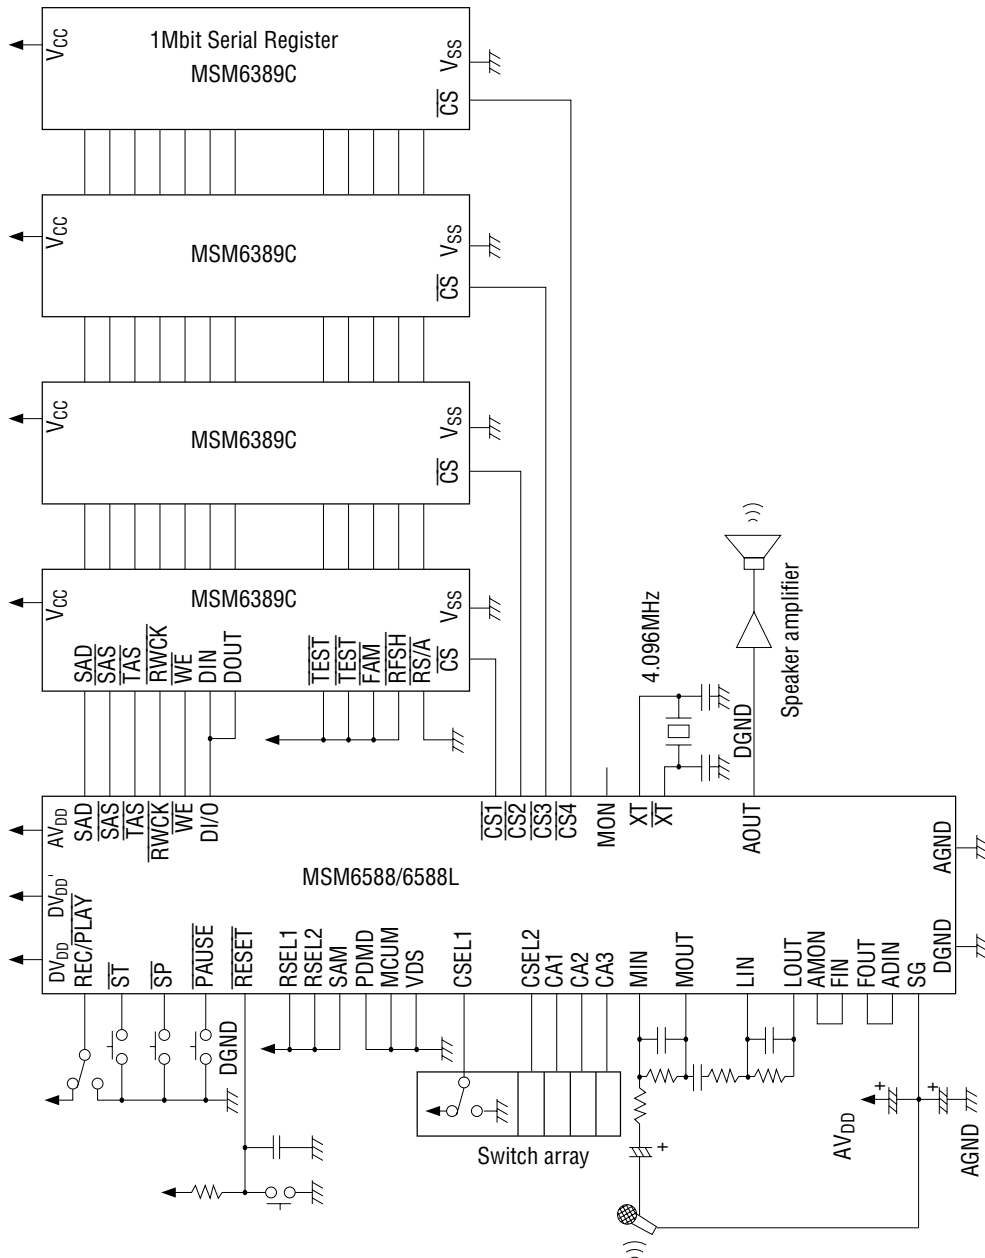 1Mbit Serial Register
MSM6389C
VCC
VSS
CS
MSM6389C
VCC
VSS
CS
MSM6389C
VCC
VSS
CS
MSM6389C
VCC
VSS
SAD
SAS
TAS
RWCK
WE
DIN
DOUT
TEST
TEST
FAM
RFSH
RS/A
CS
4.096MHz
DGND
Speaker amplifier
AVDD
SAD
SAS
TAS
RWCK
WE
DI/O
CS1
CS2
CS3
CS4
MON
XT
XT
AOUT
AGND
DVDD'
MSM6588/6588L
DVDD
REC/PLAY
ST
SP
PAUSE
RESET
RSEL1
RSEL2
SAM
PDMD
MCUM
VDS
CSEL1
CSEL2
CA1
CA2
CA3
MIN
MOUT
LIN
LOUT
AMON
FIN
FOUT
ADIN
SG
DGND
DGND
Switch array
+
+
+
AVDD
AGND